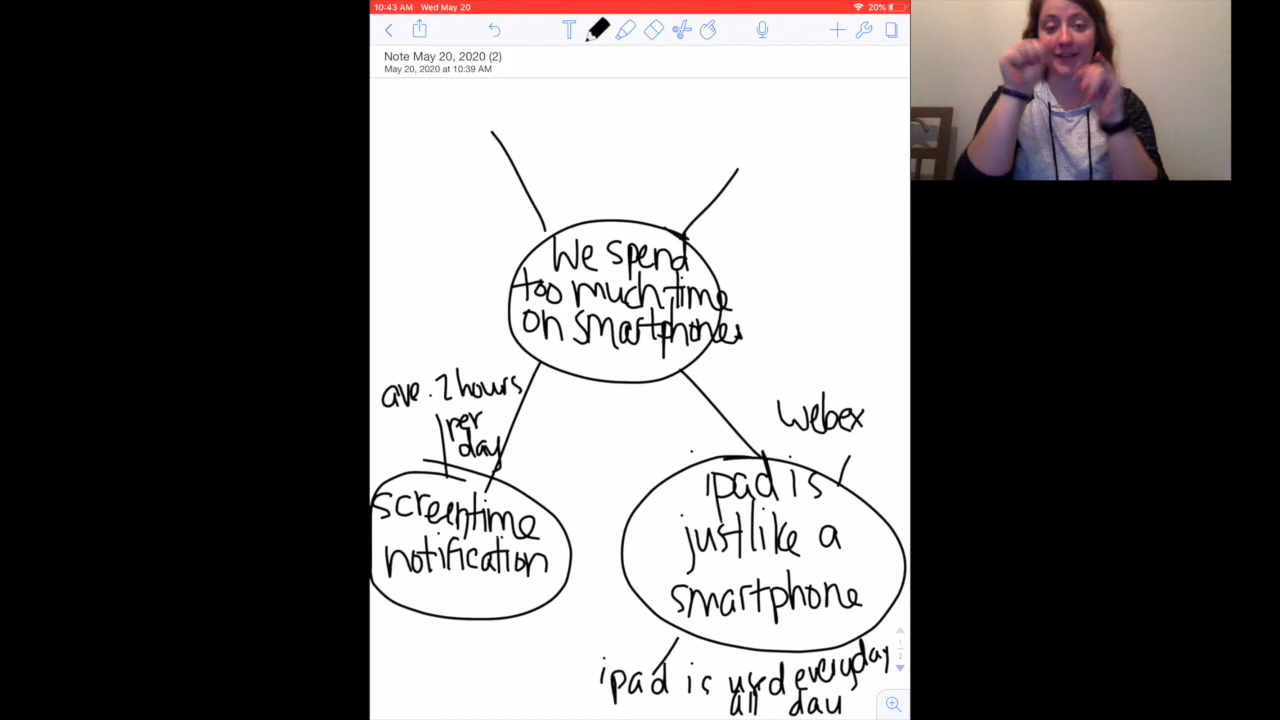 10:43 AM Wed May 20
20%
T
Note May 20, 2020 (2)
May 20, 2020 at 10:39 AM
We spend
too much time
on smartphones
ave. 2 hours
per
day
webex
screentime
notification
ipad is
just like a
smartphone
ipad is used everyday
all day
1
2